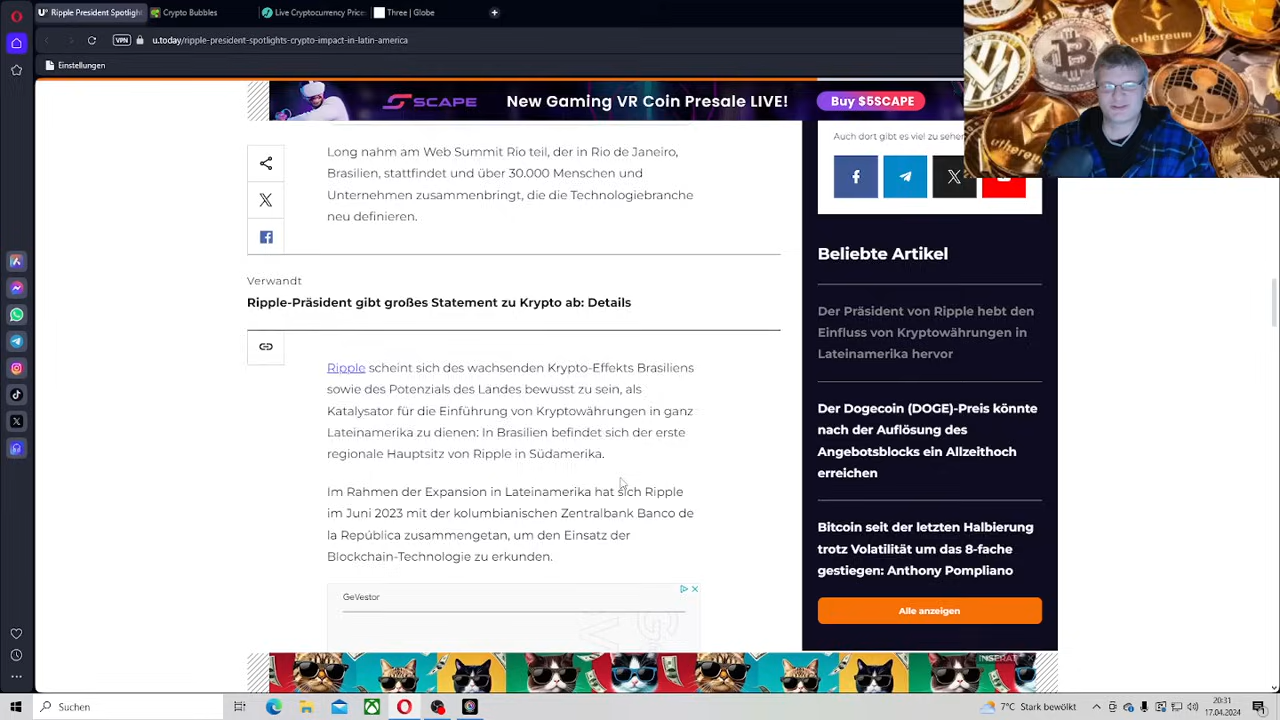 Ripple President Spotlight
Crypto Bubbles
Live Cryptocurrency Price
Three | Globe
VPN
u.today/ripple-president-spotlights-crypto-impact-in-latin-america
Einstellungen
SCAPE
New Gaming VR Coin Presale LIVE!
Buy $5SCAPE
Auch dort gibt es viel zu sehen
Long nahm am Web Summit Rio teil, der in Rio de Janeiro,
Brasilien, stattfindet und über 30.000 Menschen und
Unternehmen zusammenbringt, die die Technologiebranche
neu definieren.
Verwandt
Ripple-Präsident gibt großes Statement zu Krypto ab: Details
Ripple scheint sich des wachsenden Krypto-Effekts Brasiliens
sowie des Potenzials des Landes bewusst zu sein, als
Katalysator für die Einführung von Kryptowährungen in ganz
Lateinamerika zu dienen: In Brasilien befindet sich der erste
regionale Hauptsitz von Ripple in Südamerika.
Im Rahmen der Expansion in Lateinamerika hat sich Ripple
im Juni 2023 mit der kolumbianischen Zentralbank Banco de
la República zusammengetan, um den Einsatz der
Blockchain-Technologie zu erkunden.
GeVestor
Beliebte Artikel
Der Präsident von Ripple hebt den
Einfluss von Kryptowährungen in
Lateinamerika hervor
Der Dogecoin (DOGE)-Preis könnte
nach der Auflösung des
Angebotsblocks ein Allzeithoch
erreichen
Bitcoin seit der letzten Halbierung
trotz Volatilität um das 8-fache
gestiegen: Anthony Pompliano
Alle anzeigen
INSERAT
Suchen
7°C Stark bewölkt
20:31
17.04.2024
ethereum